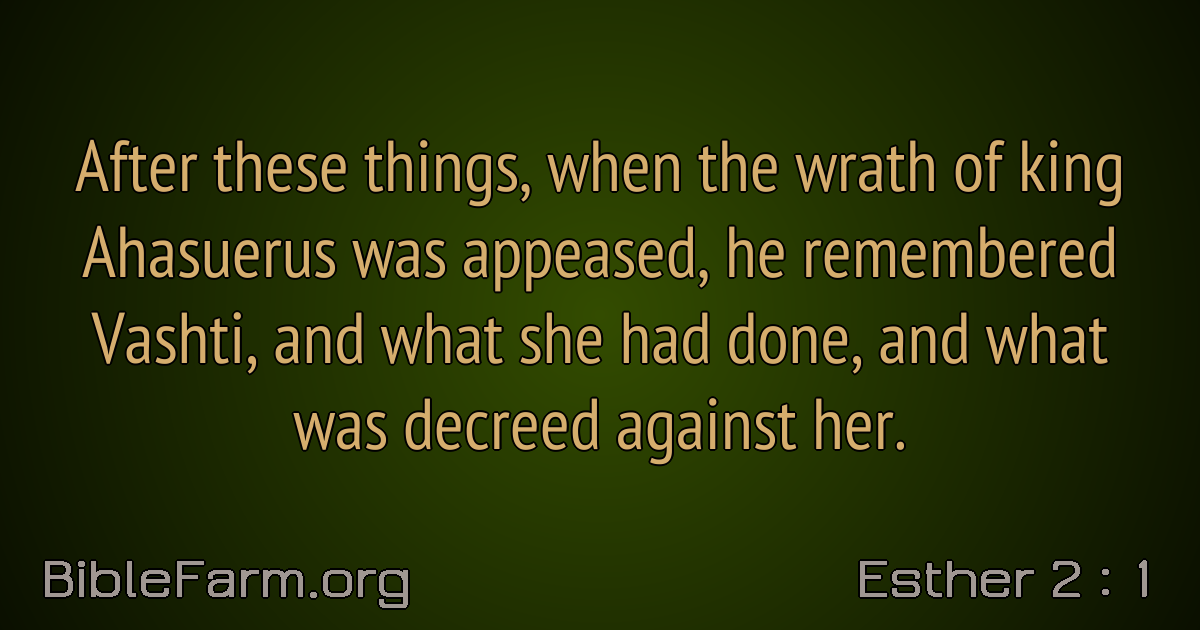 After these things, when the wrath of king
Ahasuerus was appeased, he remembered
Vashti, and what she had done, and what
was decreed against her.
BibleFarm.org
Esther 2 : 1